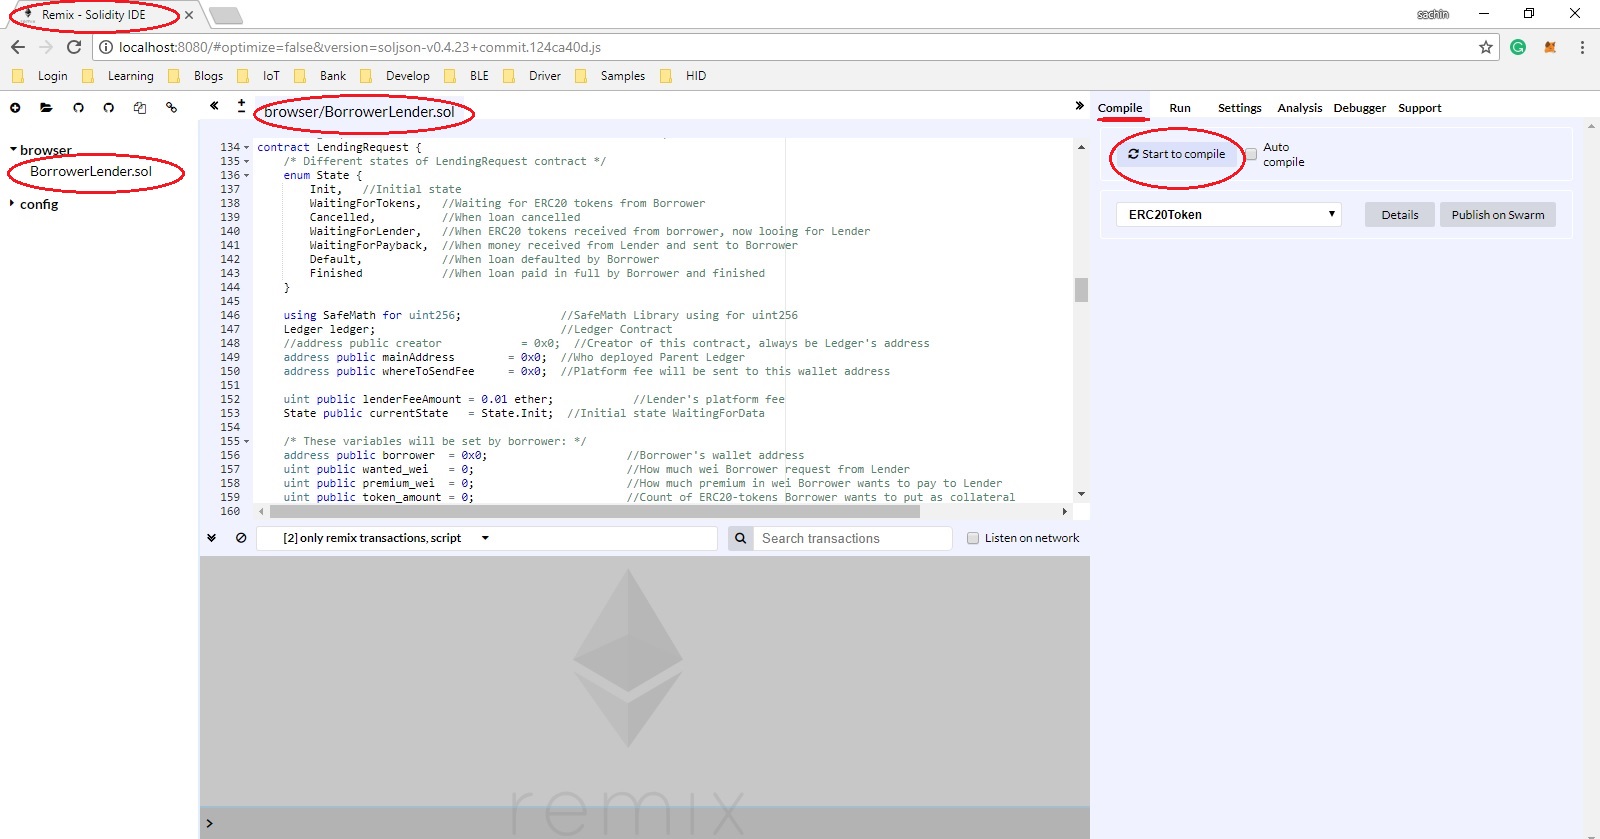 Remix - Solidity IDE
sachin
localhost:8080/#optimize=false&version=soljson-v0.4.23+commit.124ca40d.js
Login Learning Blogs IoT Bank Develop BLE Driver Samples HID
browser/BorrowerLender.sol
Compile Run Settings Analysis Debugger Support
browser
BorrowerLender.sol
config
134 contract LendingRequest {
135 /* Different states of LendingRequest contract */
136 enum State {
137 Init, //Initial state
138 WaitingForTokens, //Waiting for ERC20 tokens from Borrower
139 Cancelled, //When loan cancelled
140 WaitingForLender, //When ERC20 tokens received from borrower, now looing for Lender
141 WaitingForPayback, //When money received from Lender and sent to Borrower
142 Default, //When loan defaulted by Borrower
143 Finished //When loan paid in full by Borrower and finished
144 }
145
146 using SafeMath for uint256; //SafeMath Library using for uint256
147 Ledger ledger; //Ledger Contract
148 //address public creator = 0x0; //Creator of this contract, always be Ledger's address
149 address public mainAddress = 0x0; //Who deployed Parent Ledger
150 address public whereToSendFee = 0x0; //Platform fee will be sent to this wallet address
151
152 uint public lenderFeeAmount = 0.01 ether; //Lender's platform fee
153 State public currentState = State.Init; //Initial state WaitingForData
154
155 /* These variables will be set by borrower: */
156 address public borrower = 0x0; //Borrower's wallet address
157 uint public wanted_wei = 0; //How much wei Borrower request from Lender
158 uint public premium_wei = 0; //How much premium in wei Borrower wants to pay to Lender
159 uint public token_amount = 0; //Count of ERC20-tokens Borrower wants to put as collateral
160
Start to compile
Auto
compile
ERC20Token
Details
Publish on Swarm
[2] only remix transactions, script
Search transactions
Listen on network
remix
>